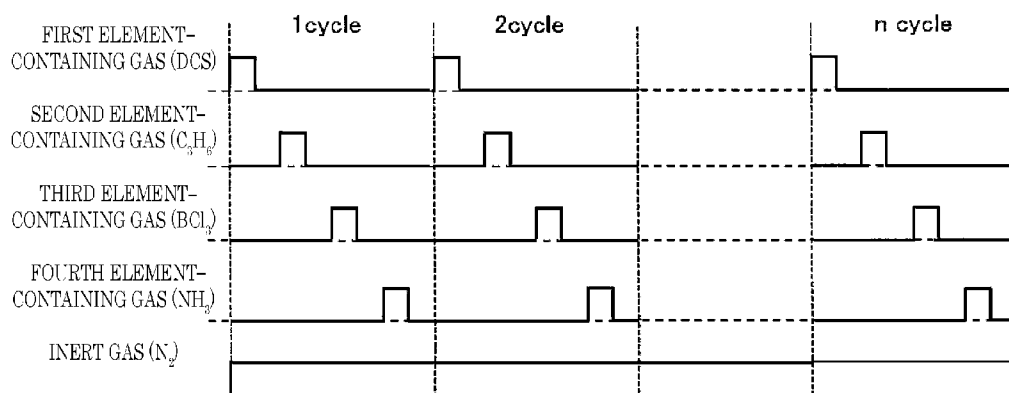 1cycle 2cycle n cycle
FIRST ELEMENT-
CONTAINING GAS (DCS)
SECOND ELEMENT-
CONTAINING GAS (C₃H₆)
THIRD ELEMENT-
CONTAINING GAS (BCl₃)
FOURTH ELEMENT-
CONTAINING GAS (NH₃)
INERT GAS (N₂)